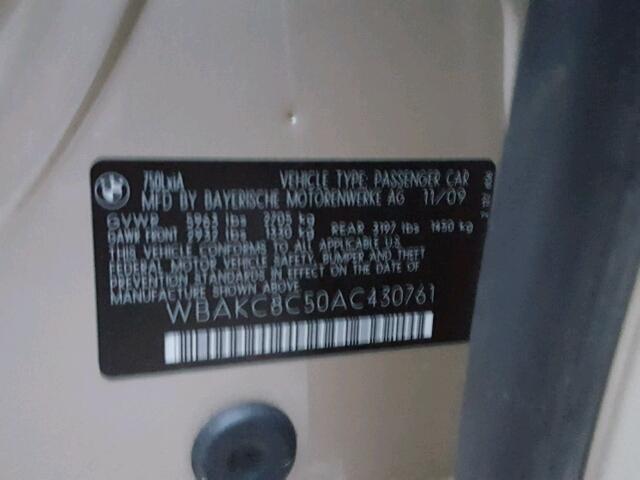 750LxiA VEHICLE TYPE, PASSENGER CAR
MFD BY BAYERISCHE MOTORENWERKE AG 11/09
GVWR 5963 lbs 2705 kg
GAWR FRONT lbs 1330 kg REAR 3197 lbs 1450 kg
THIS VEHICLE CONFORMS TO ALL APPLICABLE U.S.
FEDERAL MOTOR VEHICLE SAFETY, BUMPER AND THEFT
PREVENTION STANDARDS IN EFFECT ON THE DATE OF
MANUFACTURE SHOWN ABOVE.
WBAKC8C50AC430761